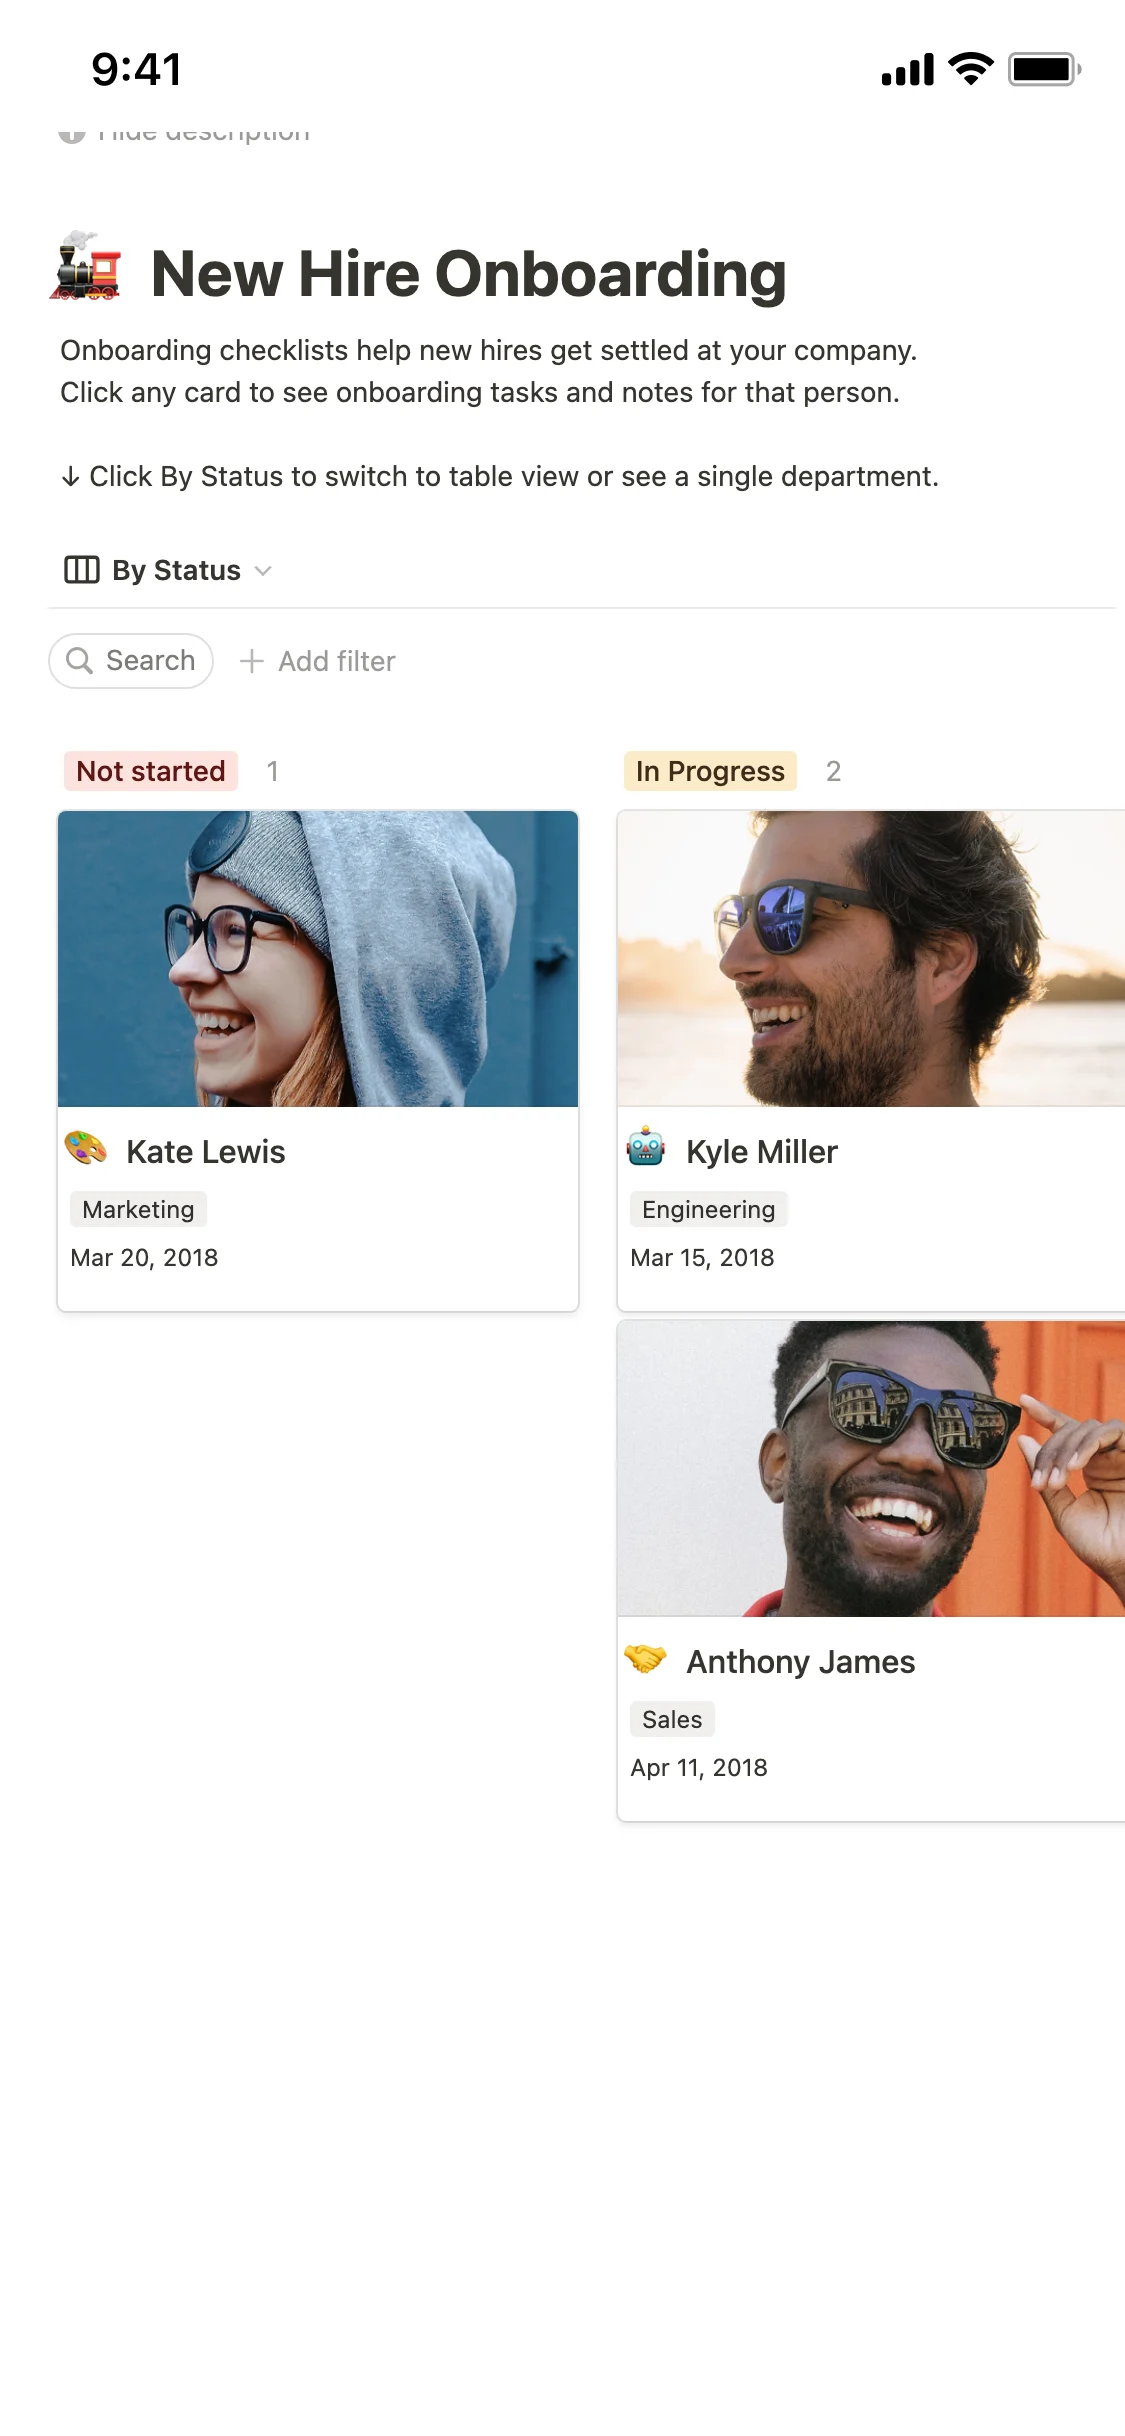 9:41
Hide description
New Hire Onboarding
Onboarding checklists help new hires get settled at your company.
Click any card to see onboarding tasks and notes for that person.
↓ Click By Status to switch to table view or see a single department.
By Status
Search + Add filter
Not started 1
In Progress 2
Kate Lewis
Marketing
Mar 20, 2018
Kyle Miller
Engineering
Mar 15, 2018
Anthony James
Sales
Apr 11, 2018